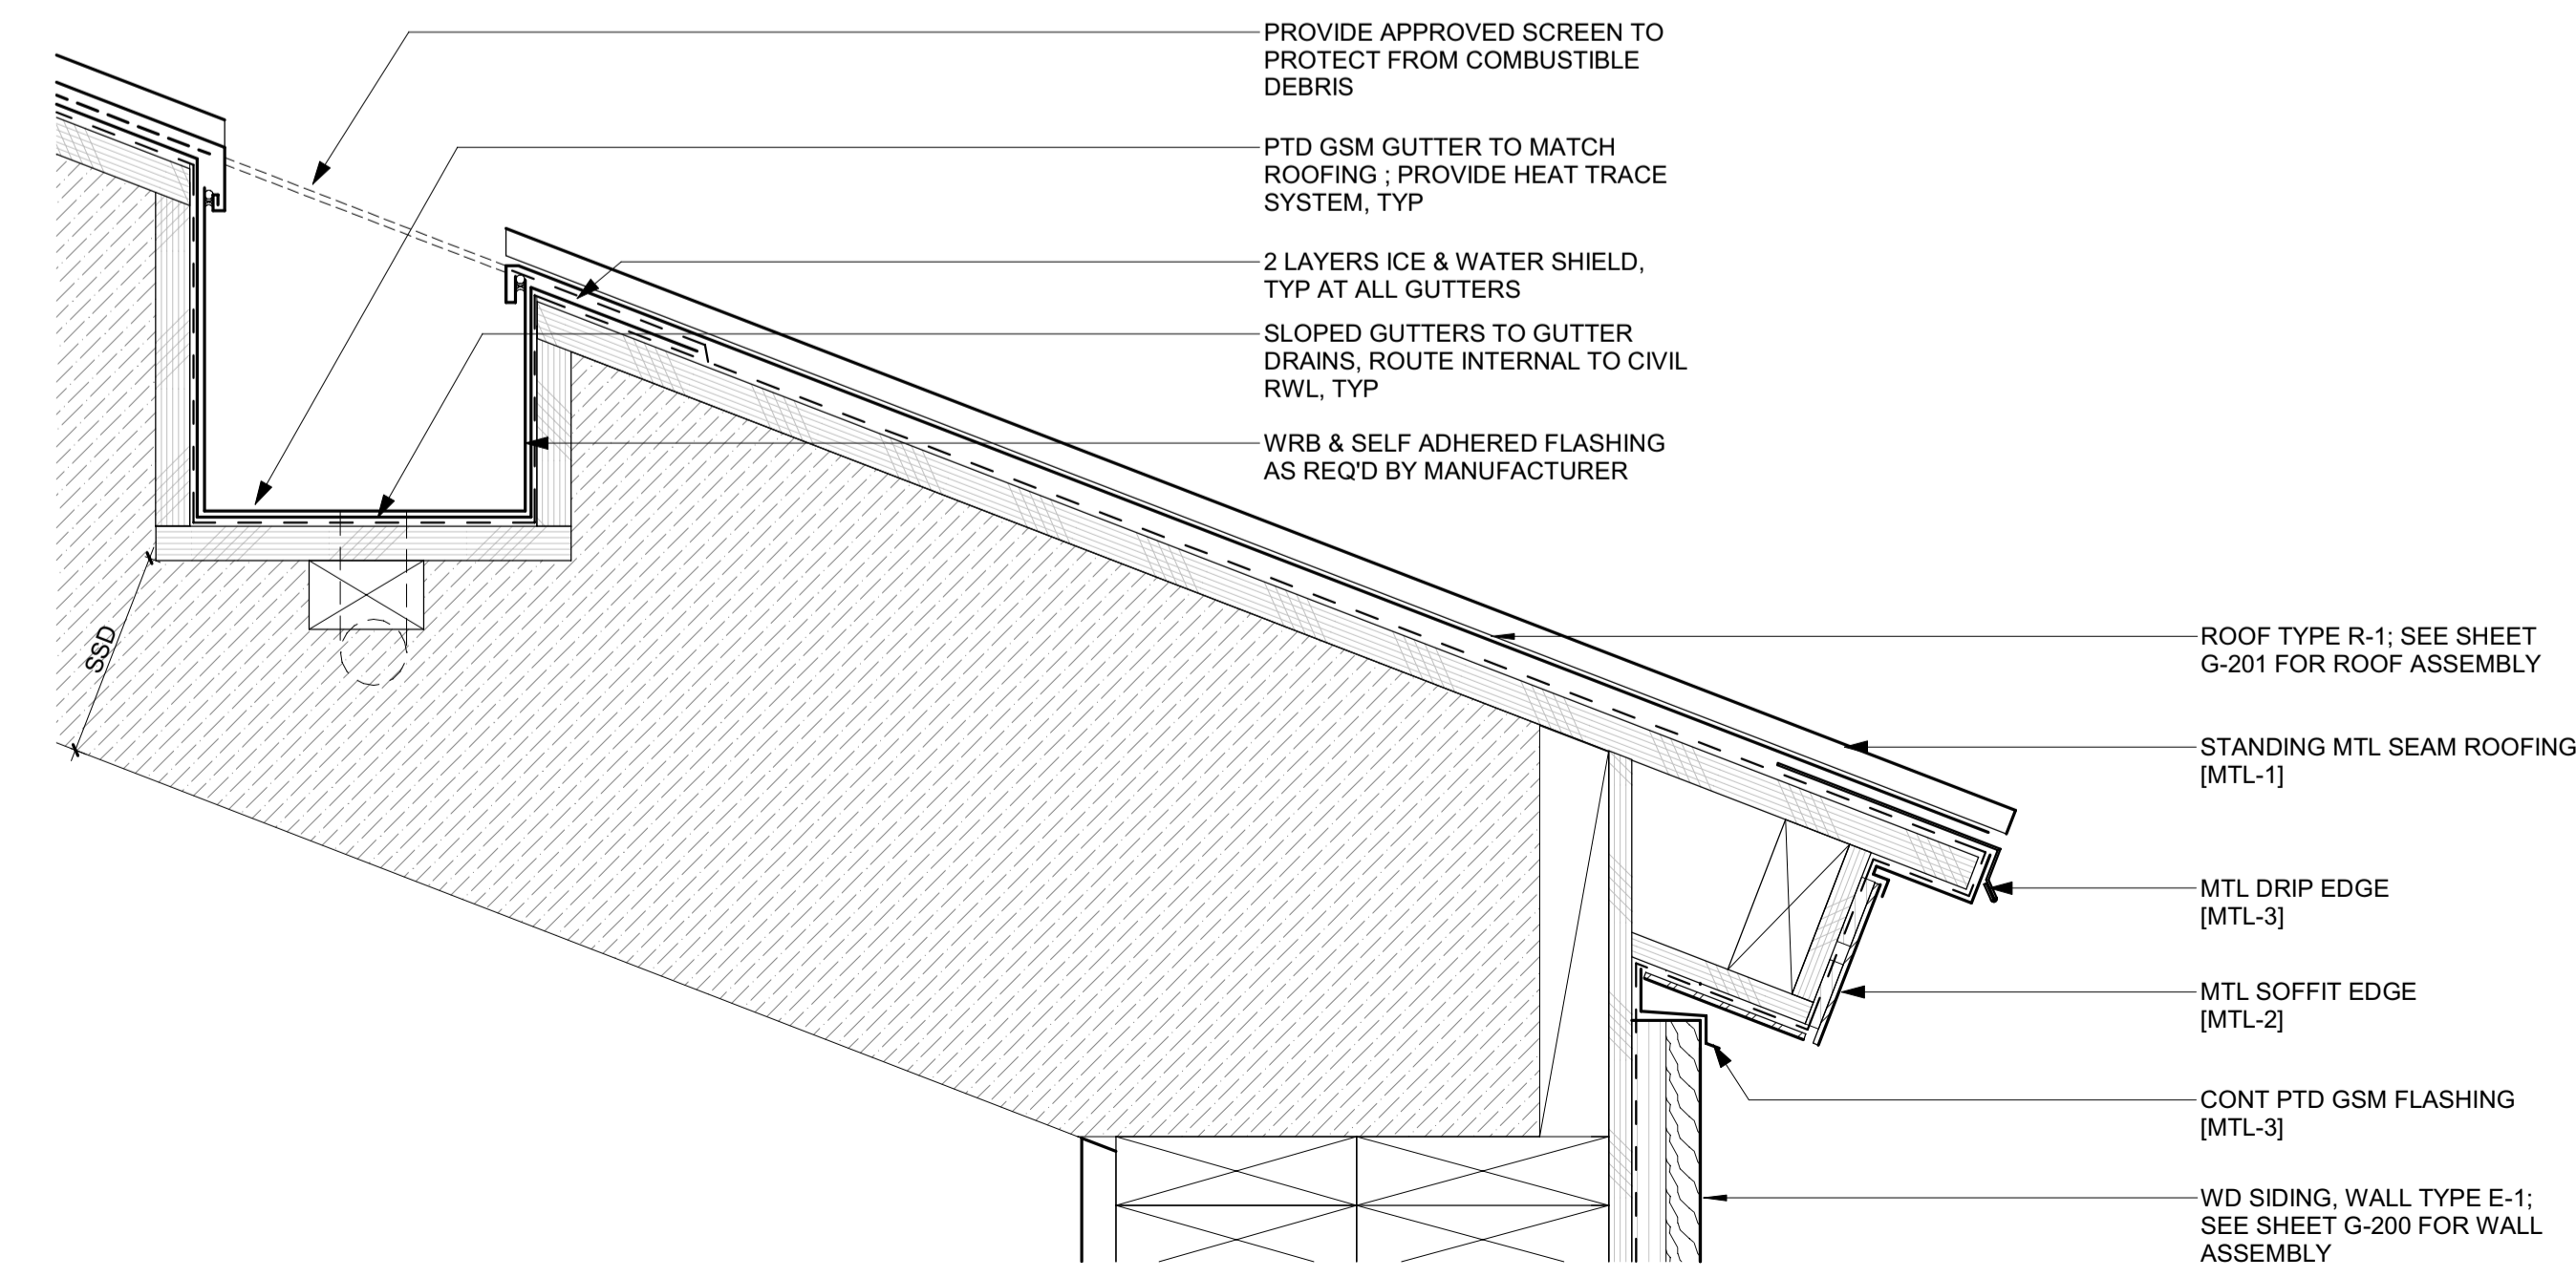 PROVIDE APPROVED SCREEN TO
PROTECT FROM COMBUSTIBLE
DEBRIS
PTD GSM GUTTER TO MATCH
ROOFING ; PROVIDE HEAT TRACE
SYSTEM, TYP
2 LAYERS ICE & WATER SHIELD,
TYP AT ALL GUTTERS
SLOPED GUTTERS TO GUTTER
DRAINS, ROUTE INTERNAL TO CIVIL
RWL, TYP
WRB & SELF ADHERED FLASHING
AS REQ'D BY MANUFACTURER
SSD
ROOF TYPE R-1; SEE SHEET
G-201 FOR ROOF ASSEMBLY
STANDING MTL SEAM ROOFING
[MTL-1]
MTL DRIP EDGE
[MTL-3]
MTL SOFFIT EDGE
[MTL-2]
CONT PTD GSM FLASHING
[MTL-3]
WD SIDING, WALL TYPE E-1;
SEE SHEET G-200 FOR WALL
ASSEMBLY